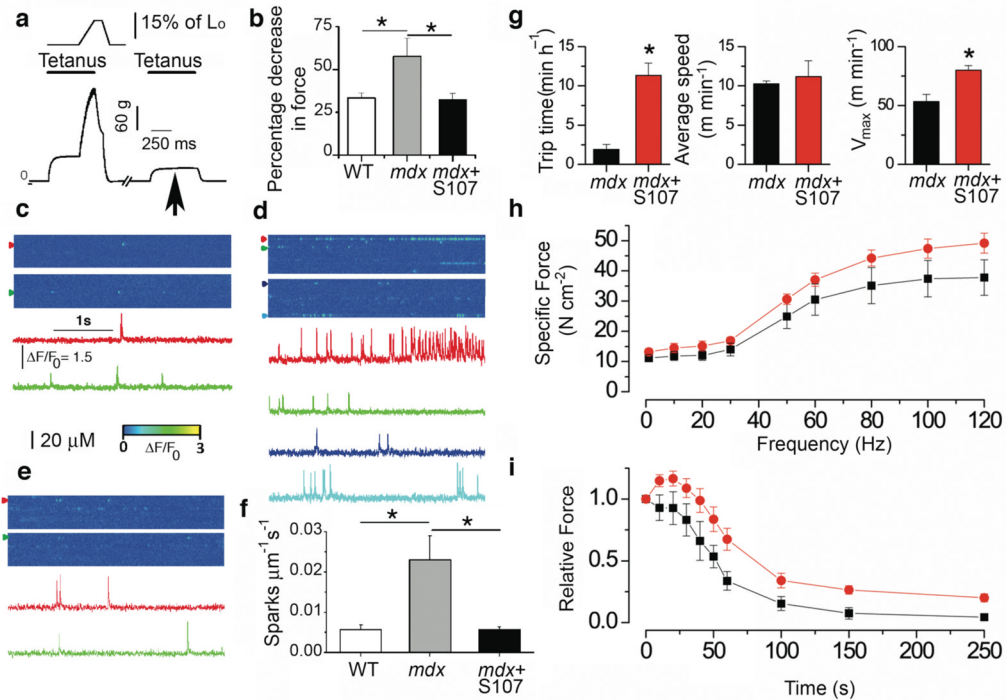 a
15% of Lo
Tetanus
Tetanus
60 g
250 ms
0
b
Percentage decrease
in force
75
50
25
0
*
*
WT
mdx
mdx+
S107
c
1s
ΔF/F0= 1.5
20 µM
0
ΔF/F0
3
d
e
f
Sparks µm-1 s-1
0.03
0.02
0.01
0.00
*
*
WT
mdx
mdx+
S107
g
Trip time(min h-1)
15
10
5
0
*
mdx
mdx+
S107
Average speed
(m min-1)
15
10
5
0
mdx
mdx+
S107
Vmax (m min-1)
100
50
0
*
mdx
mdx+
S107
h
Specific Force
(N cm-2)
50
40
30
20
10
0
0
20
40
60
80
100
120
Frequency (Hz)
i
Relative Force
1.0
0.5
0.0
0
50
100
150
200
250
Time (s)